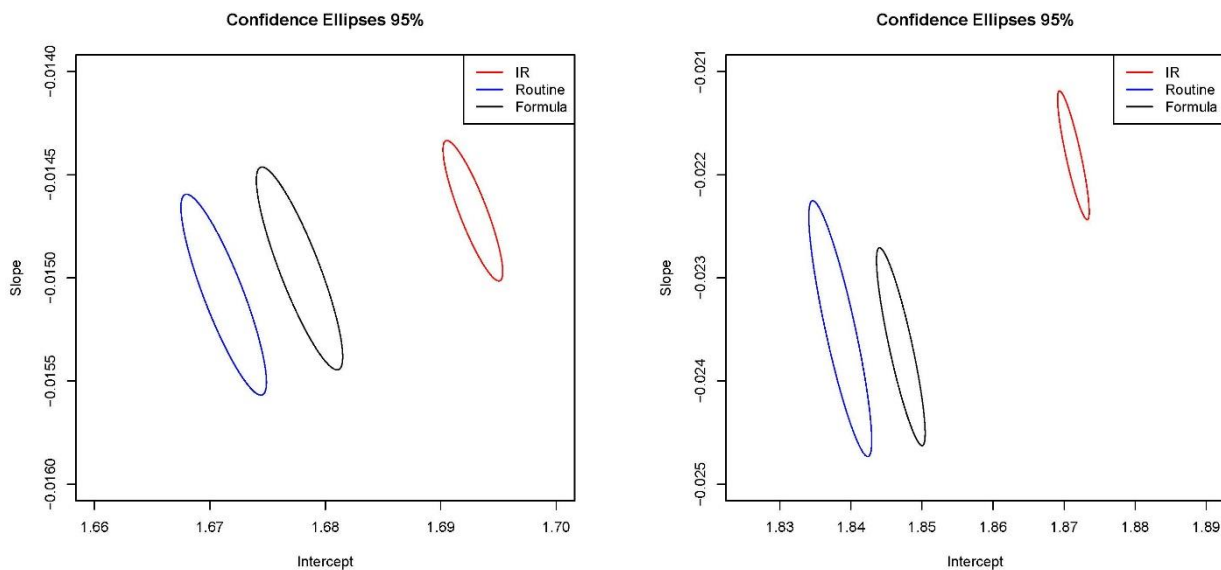 Confidence Ellipses 95%
-0.0140
-0.0145
-0.0150
-0.0155
-0.0160
Slope
IR
Routine
Formula
1.66 1.67 1.68 1.69 1.70
Intercept
Confidence Ellipses 95%
-0.021
-0.022
-0.023
-0.024
-0.025
Slope
IR
Routine
Formula
1.83 1.84 1.85 1.86 1.87 1.88 1.89
Intercept